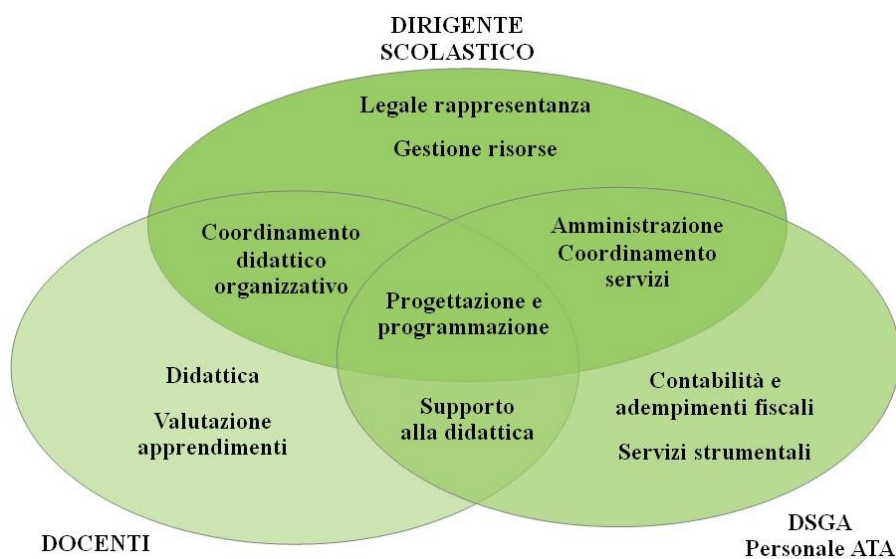 DIRIGENTE
SCOLASTICO
Legale rappresentanza
Gestione risorse
Coordinamento
didattico
organizzativo
Amministrazione
Coordinamento
servizi
Progettazione e
programmazione
Didattica
Valutazione
apprendimenti
Supporto
alla didattica
Contabilità e
adempimenti fiscali
Servizi strumentali
DOCENTI
DSGA
Personale ATA